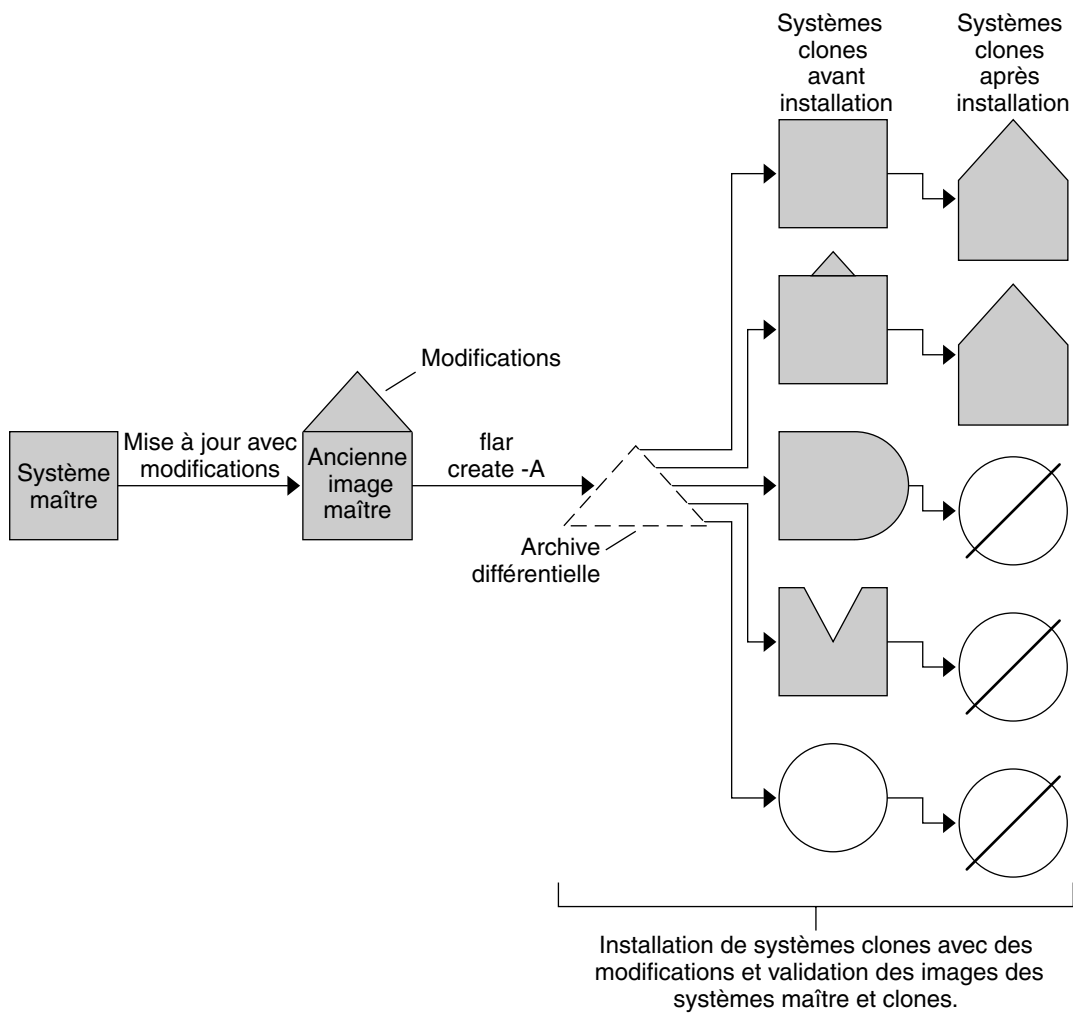 Systèmes
clones
avant
installation
Systèmes
clones
après
installation
Modifications
Système
maître
Mise à jour avec
modifications
Ancienne
image
maître
flar
create -A
Archive
différentielle
Installation de systèmes clones avec des
modifications et validation des images des
systèmes maître et clones.